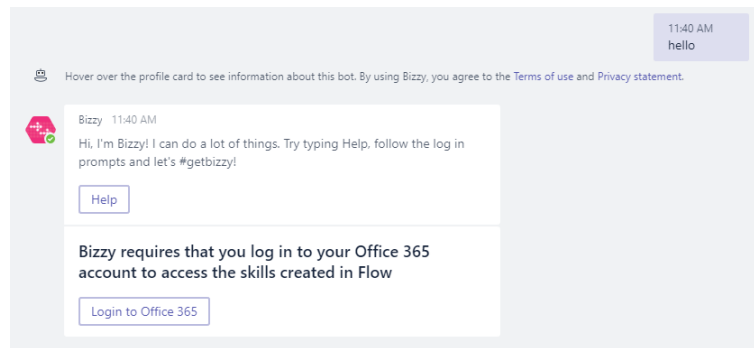 11:40 AM
hello
Hover over the profile card to see information about this bot. By using Bizzy, you agree to the Terms of use and Privacy statement.
Bizzy 11:40 AM
Hi, I'm Bizzy! I can do a lot of things. Try typing Help, follow the log in
prompts and let's #getbizzy!
Help
Bizzy requires that you log in to your Office 365
account to access the skills created in Flow
Login to Office 365